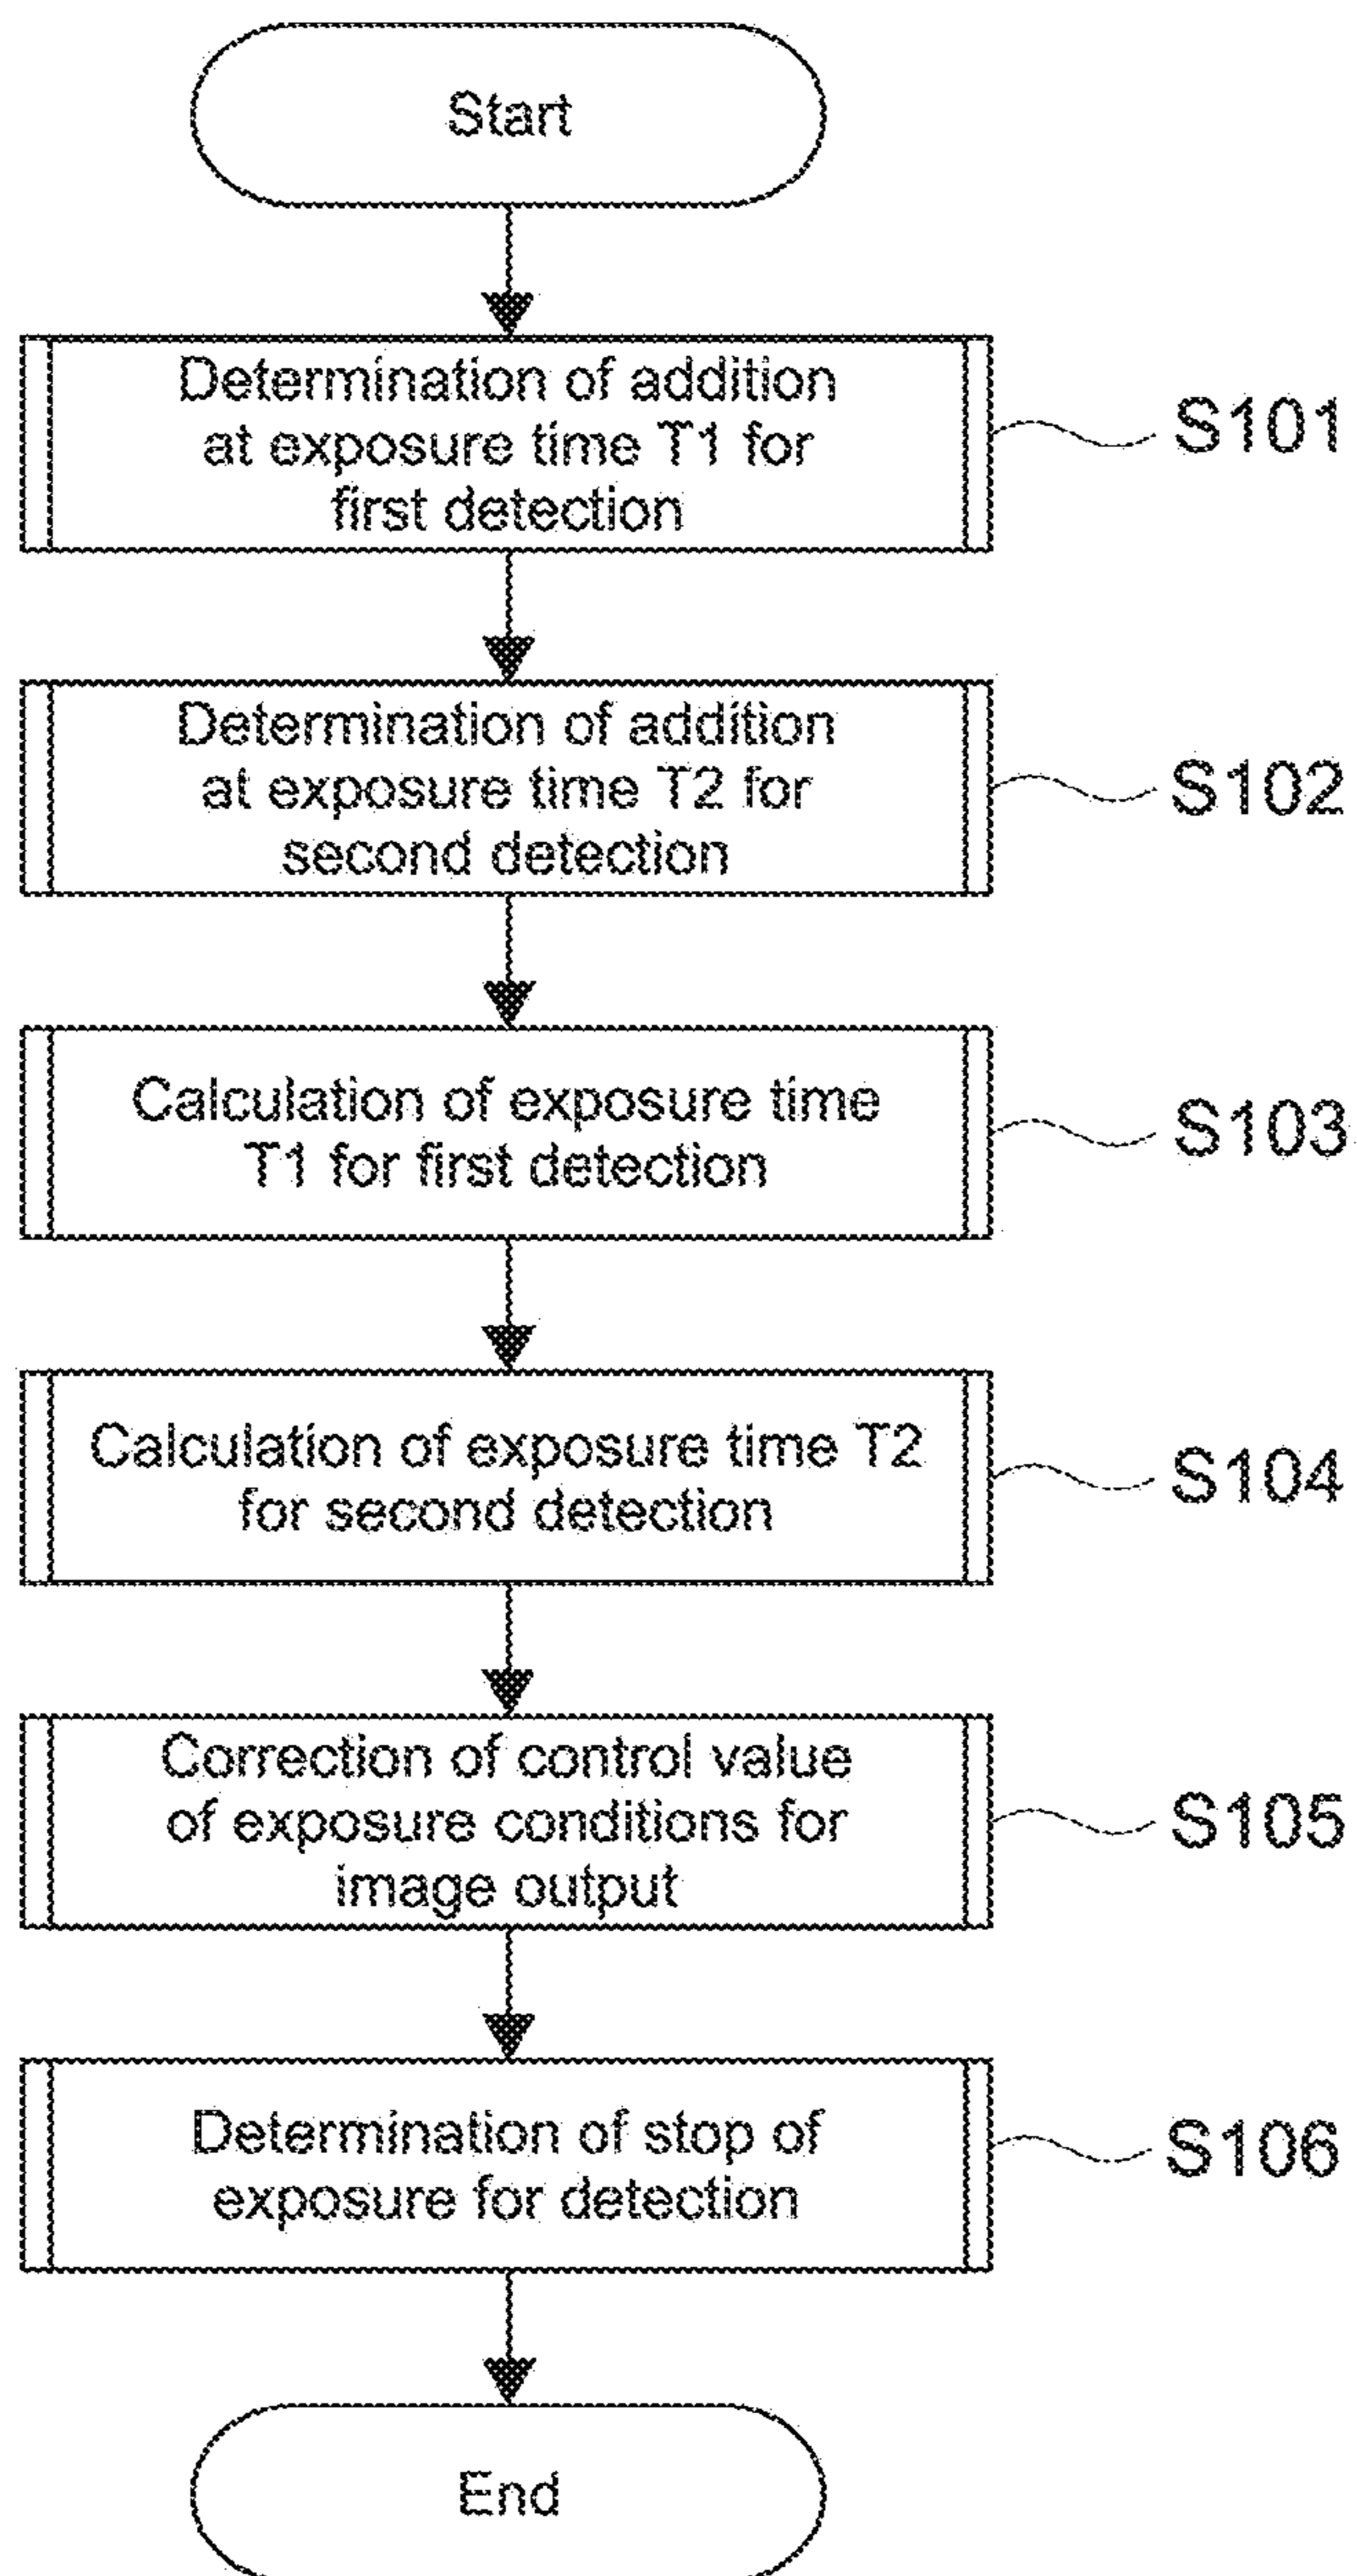 Start
Determination of addition
at exposure time T1 for
first detection
S101
Determination of addition
at exposure time T2 for
second detection
S102
Calculation of exposure time
T1 for first detection
S103
Calculation of exposure time T2
for second detection
S104
Correction of control value
of exposure conditions for
image output
S105
Determination of stop of
exposure for detection
S106
End